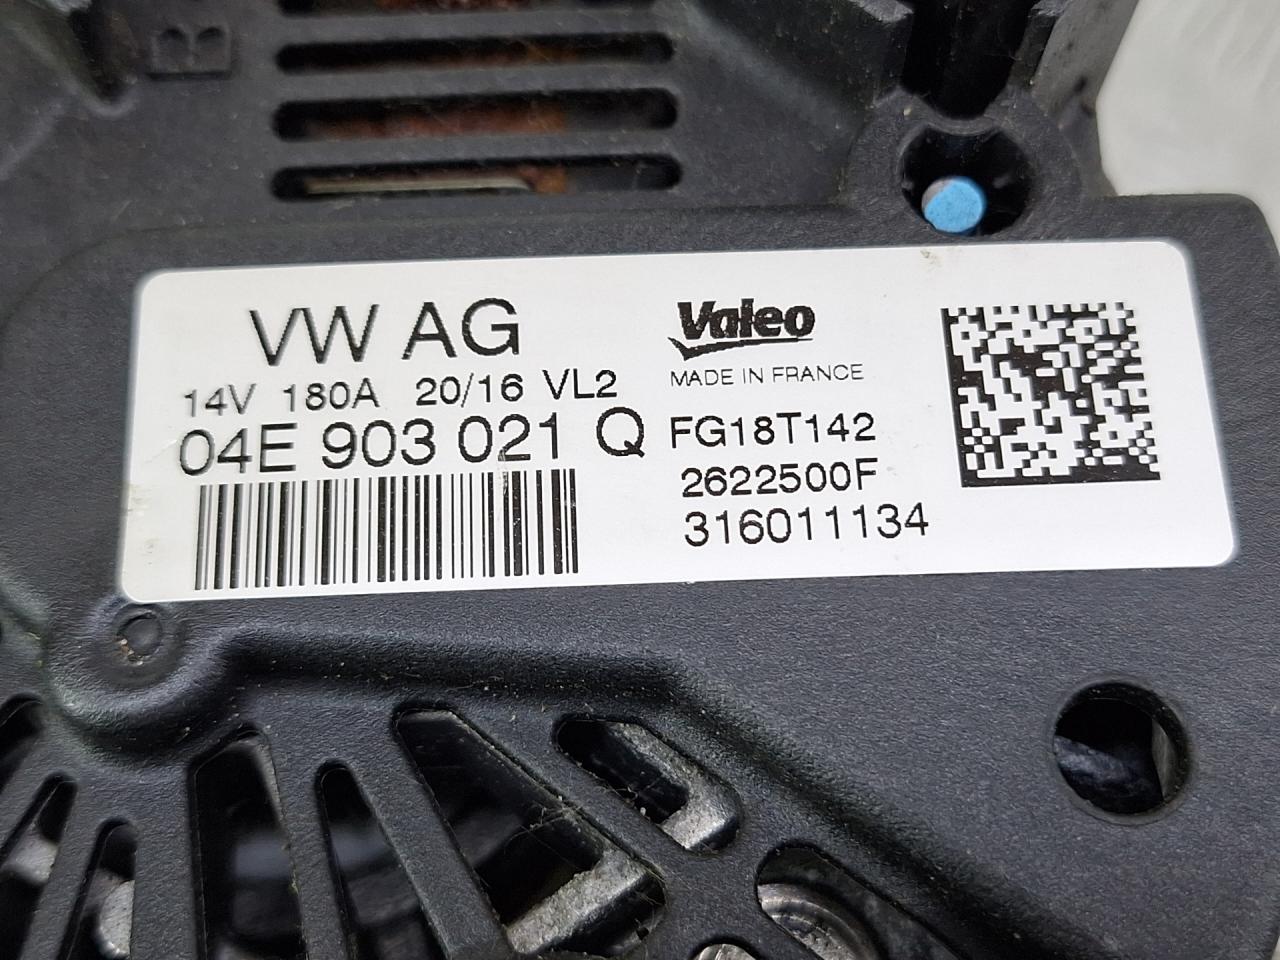 B
VW AG
14V 180A 20/16 VL2
04E 903 021 Q
Valeo
MADE IN FRANCE
FG18T142
2622500F
316011134